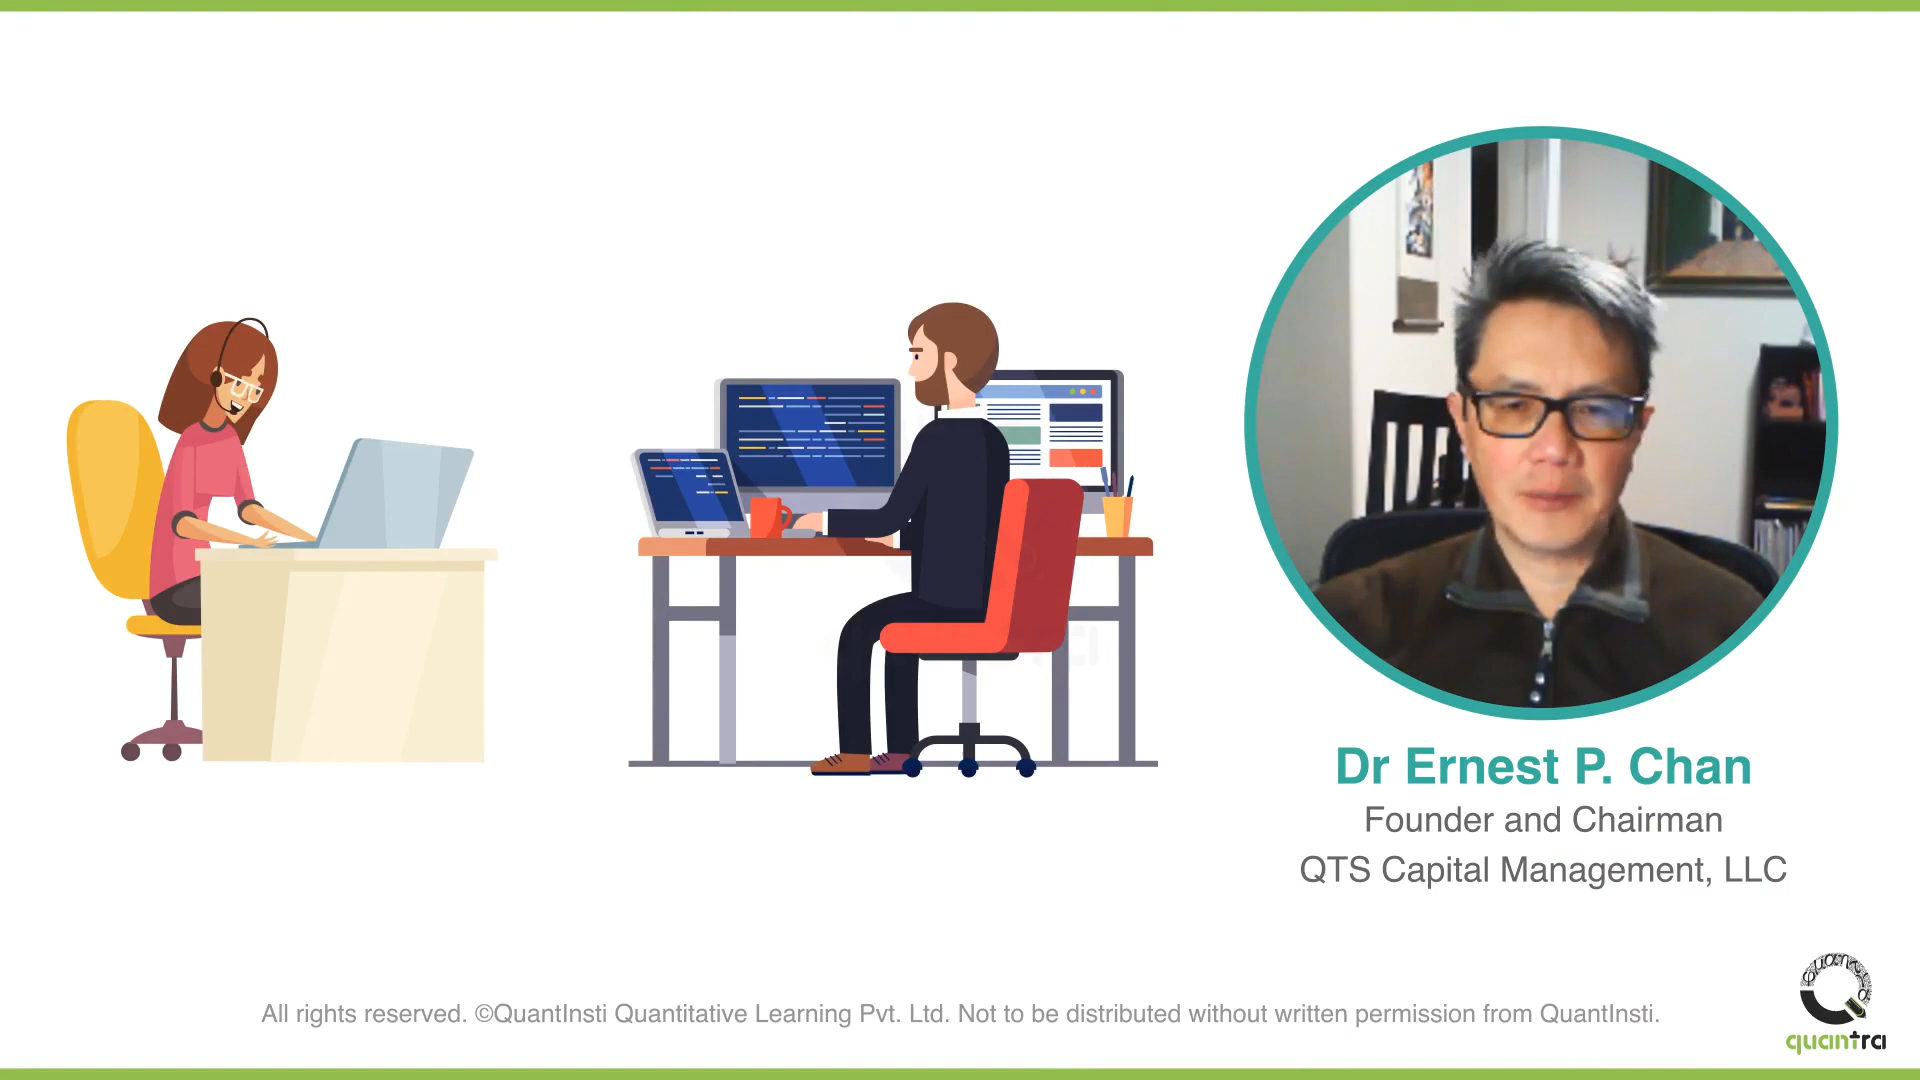 Dr Ernest P. Chan
Founder and Chairman
QTS Capital Management, LLC
All rights reserved. ©QuantInsti Quantitative Learning Pvt. Ltd. Not to be distributed without written permission from QuantInsti.
quantra